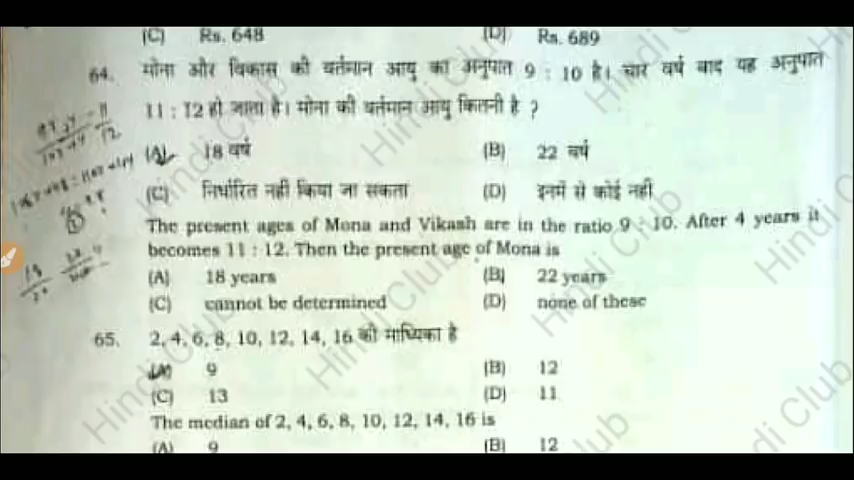 (C) Rs. 648 (D) Rs. 689
64. मोना और विकास की वर्तमान आयु का अनुपात 9 : 10 है। चार वर्ष बाद यह अनुपात
11 : 12 हो जाता है। मोना की वर्तमान आयु कितनी है ?
(A) 18 वर्ष (B) 22 वर्ष
(C) निर्धारित नहीं किया जा सकता (D) इनमें से कोई नहीं
The present ages of Mona and Vikash are in the ratio 9 : 10. After 4 years it
becomes 11 : 12. Then the present age of Mona is
(A) 18 years (B) 22 years
(C) cannot be determined (D) none of these
65. 2, 4, 6, 8, 10, 12, 14, 16 की माध्यिका है
(A) 9 (B) 12
(C) 13 (D) 11
The median of 2, 4, 6, 8, 10, 12, 14, 16 is
(A) 9 (B) 12
Hindi Club